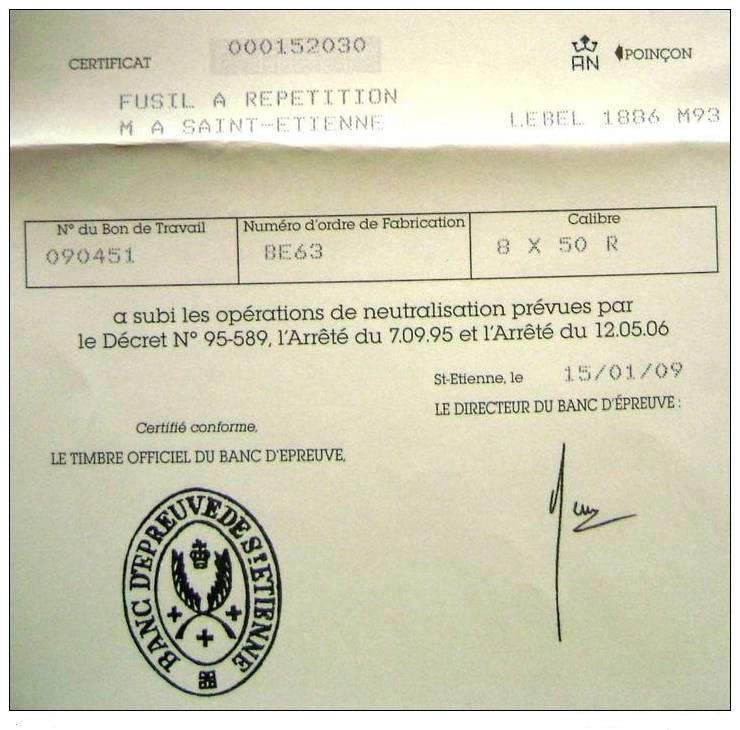 CERTIFICAT 000152030 AN POINÇON
FUSIL A REPETITION
M A SAINT-ETIENNE LEBEL 1886 M93
N° du Bon de Travail Numéro d'ordre de Fabrication Calibre
090451 BE63 8 X 50 R
a subi les opérations de neutralisation prévues par
le Décret N° 95-589, l'Arrêté du 7.09.95 et l'Arrêté du 12.05.06
St-Etienne, le 15/01/09
LE DIRECTEUR DU BANC D'ÉPREUVE :
Certifié conforme,
LE TIMBRE OFFICIEL DU BANC D'EPREUVE,
BANC D'EPREUVE DE St ETIENNE